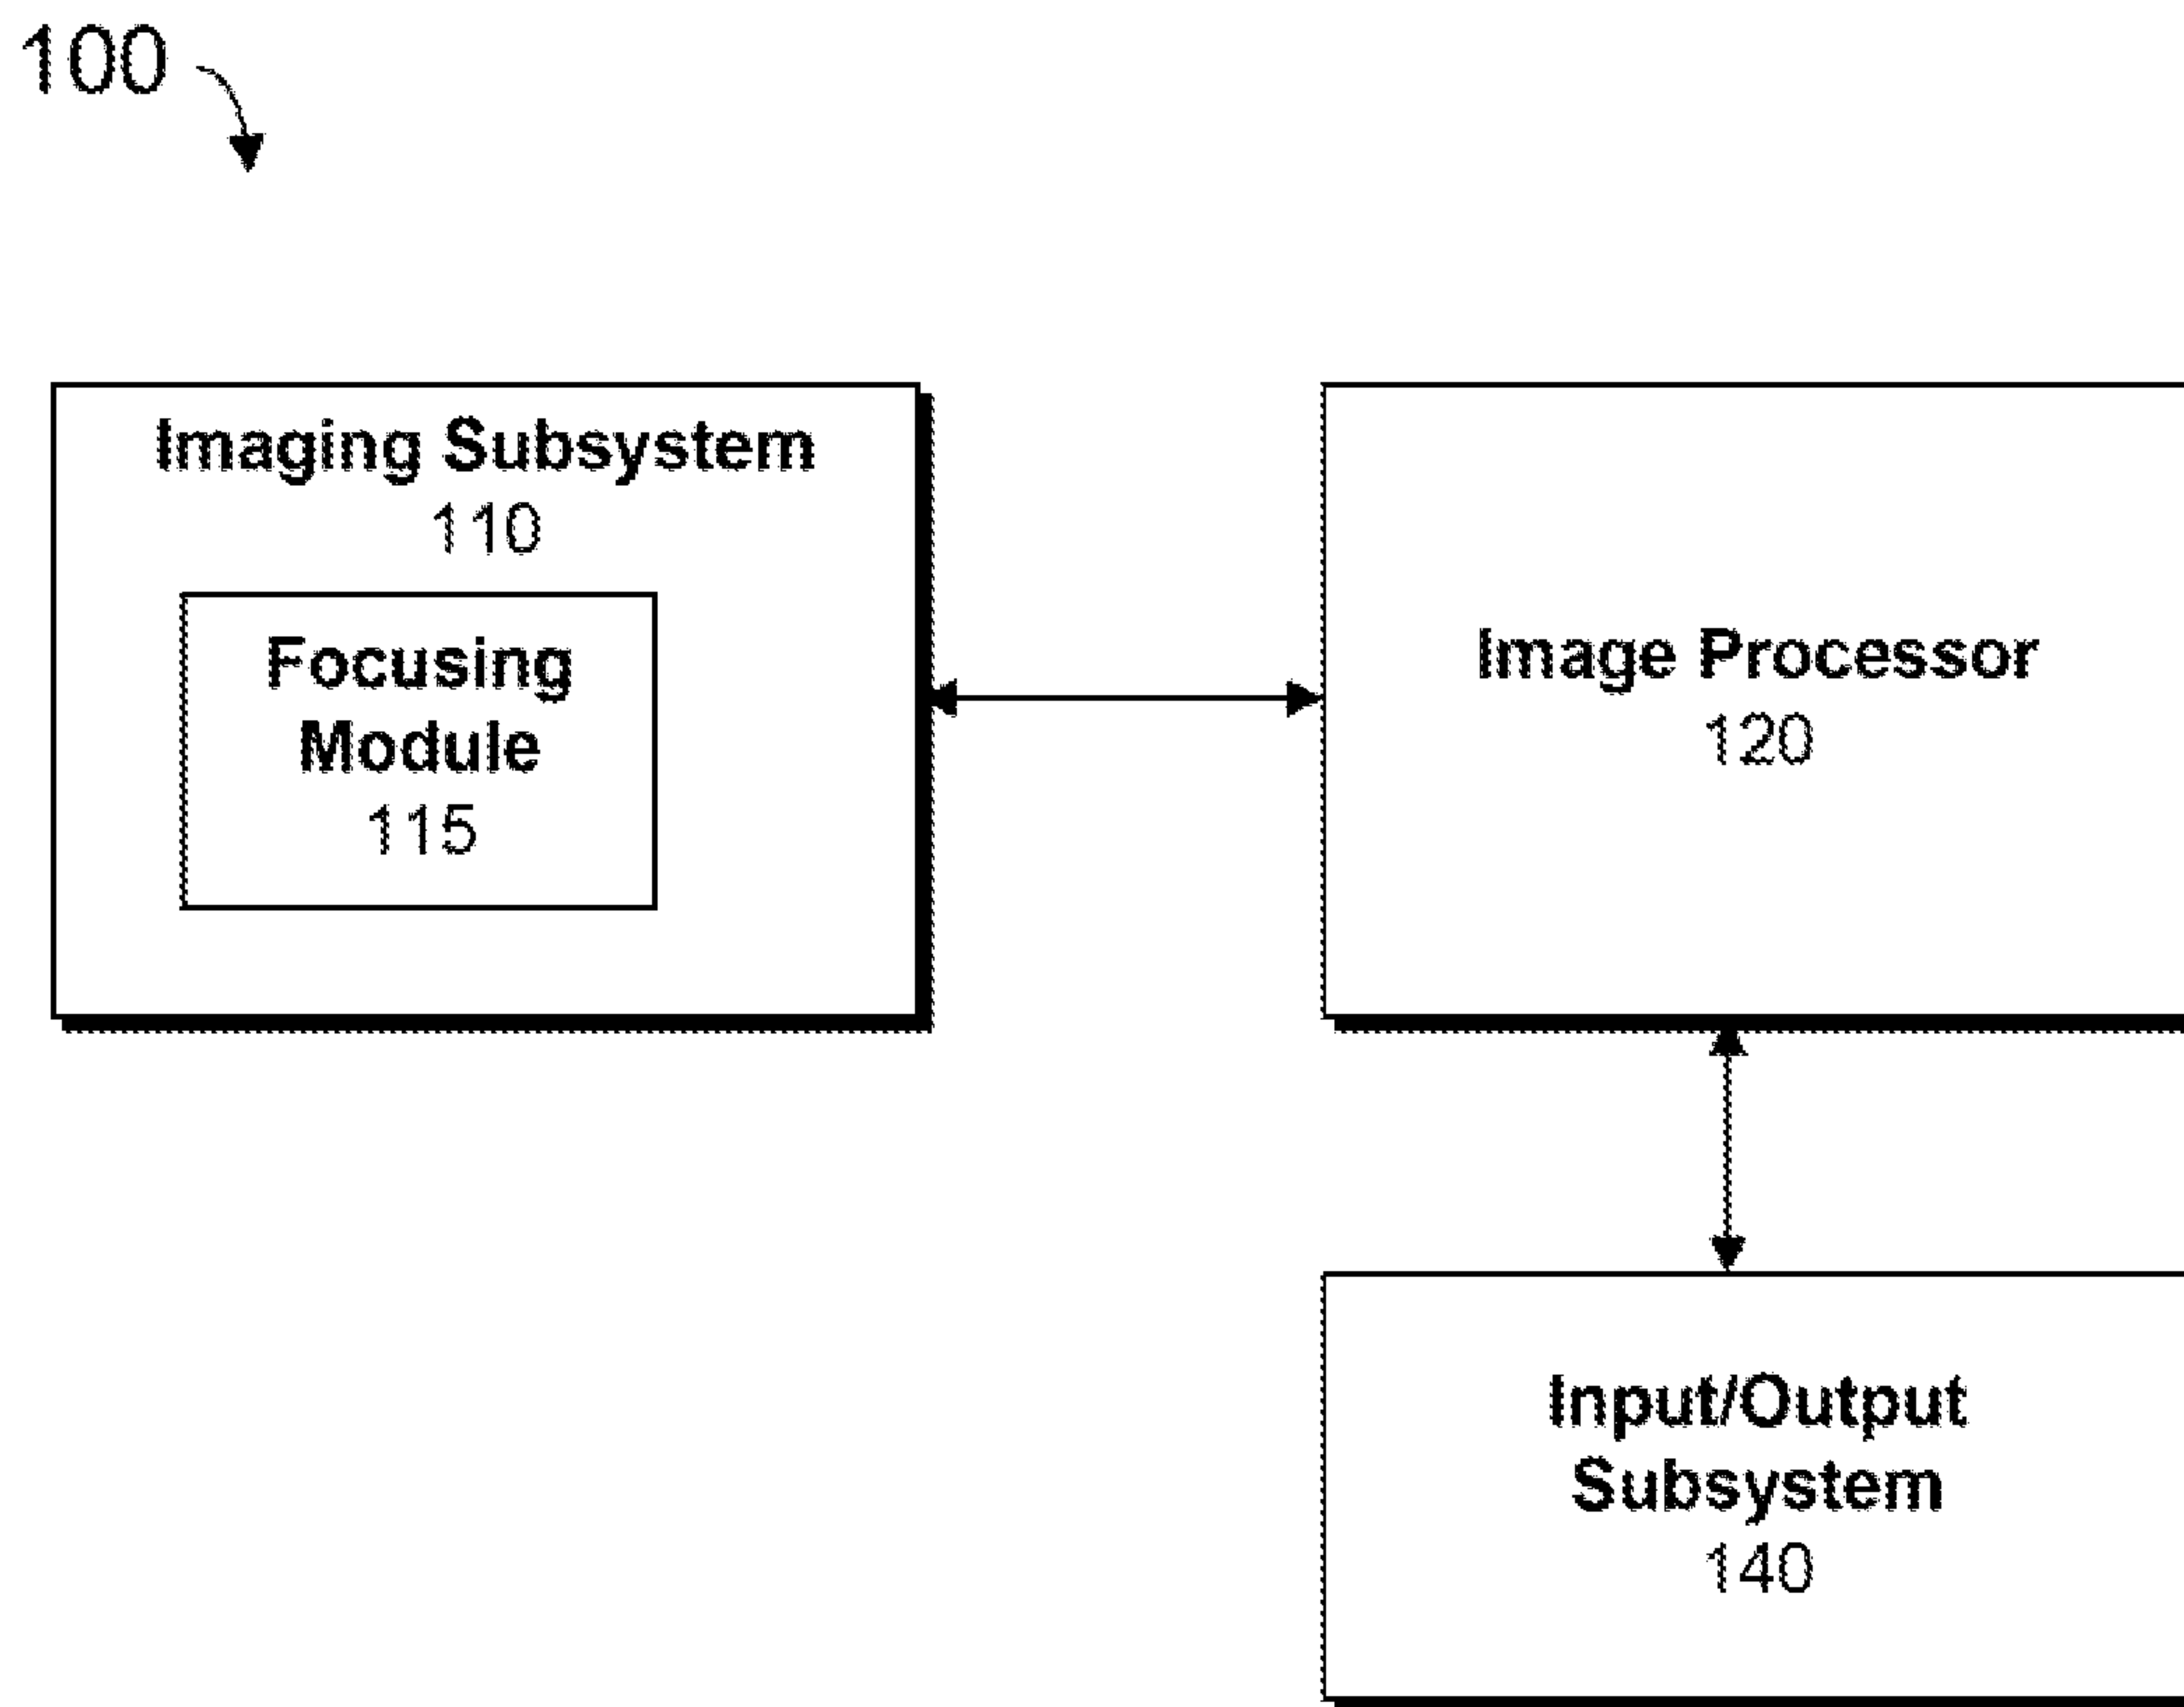 100
Imaging Subsystem
110
Focusing
Module
115
Image Processor
120
Input/Output
Subsystem
140